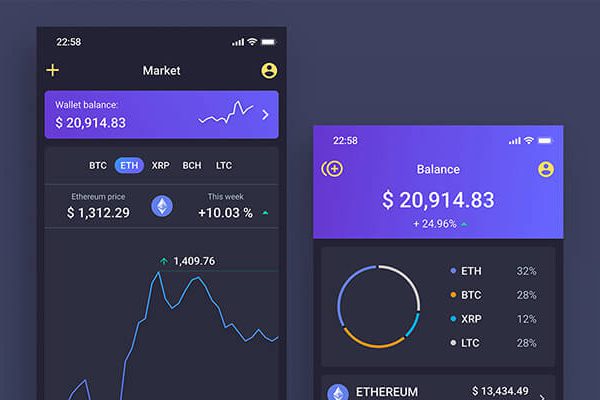 22:58
Market
Wallet balance:
$ 20,914.83
BTC ETH XRP BCH LTC
Ethereum price
$ 1,312.29
This week
+10.03 %
1,409.76
22:58
Balance
$ 20,914.83
+ 24.96%
ETH 32%
BTC 28%
XRP 12%
LTC 28%
ETHEREUM $ 13,434.49